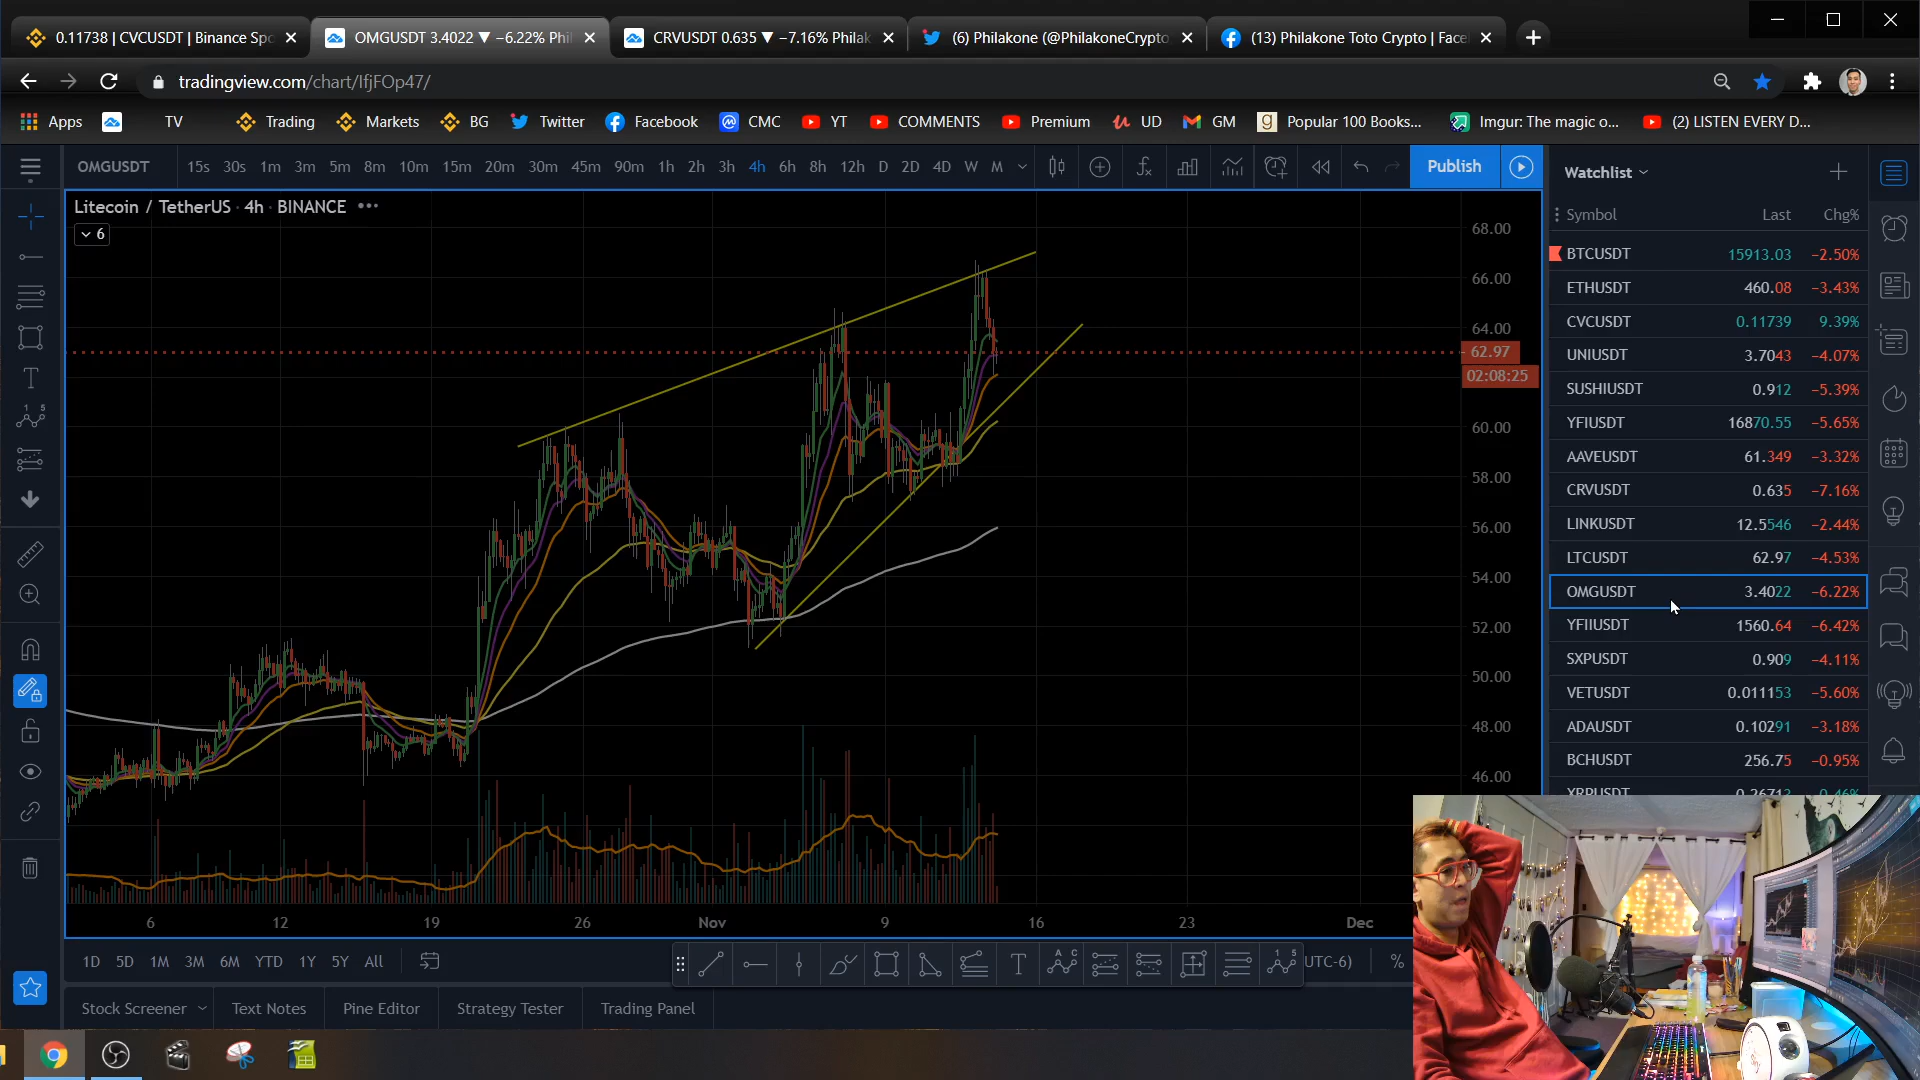 0.11738 | CVCUSDT | Binance Spo
OMGUSDT 3.4022 ▼ −6.22% Phil
CRVUSDT 0.635 ▼ −7.16% Philak
(6) Philakone (@PhilakoneCrypto
(13) Philakone Toto Crypto | Face
tradingview.com/chart/IfjFOp47/
Apps TV Trading Markets BG Twitter Facebook CMC YT COMMENTS Premium UD GM Popular 100 Books... Imgur: The magic o... (2) LISTEN EVERY D...
OMGUSDT 15s 30s 1m 3m 5m 8m 10m 15m 20m 30m 45m 90m 1h 2h 3h 4h 6h 8h 12h D 2D 4D W M Publish
Litecoin / TetherUS · 4h · BINANCE
6
68.00
66.00
64.00
62.97
02:08:25
60.00
58.00
56.00
54.00
52.00
50.00
48.00
46.00
6 12 19 26 Nov 9 16 23 Dec
Watchlist
Symbol Last Chg%
BTCUSDT 15913.03 −2.50%
ETHUSDT 460.08 −3.43%
CVCUSDT 0.11739 9.39%
UNIUSDT 3.7043 −4.07%
SUSHIUSDT 0.912 −5.39%
YFIUSDT 16870.55 −5.65%
AAVEUSDT 61.349 −3.32%
CRVUSDT 0.635 −7.16%
LINKUSDT 12.5546 −2.44%
LTCUSDT 62.97 −4.53%
OMGUSDT 3.4022 −6.22%
YFIIUSDT 1560.64 −6.42%
SXPUSDT 0.909 −4.11%
VETUSDT 0.011153 −5.60%
ADAUSDT 0.10291 −3.18%
BCHUSDT 256.75 −0.95%
1D 5D 1M 3M 6M YTD 1Y 5Y All
UTC-6) %
Stock Screener Text Notes Pine Editor Strategy Tester Trading Panel